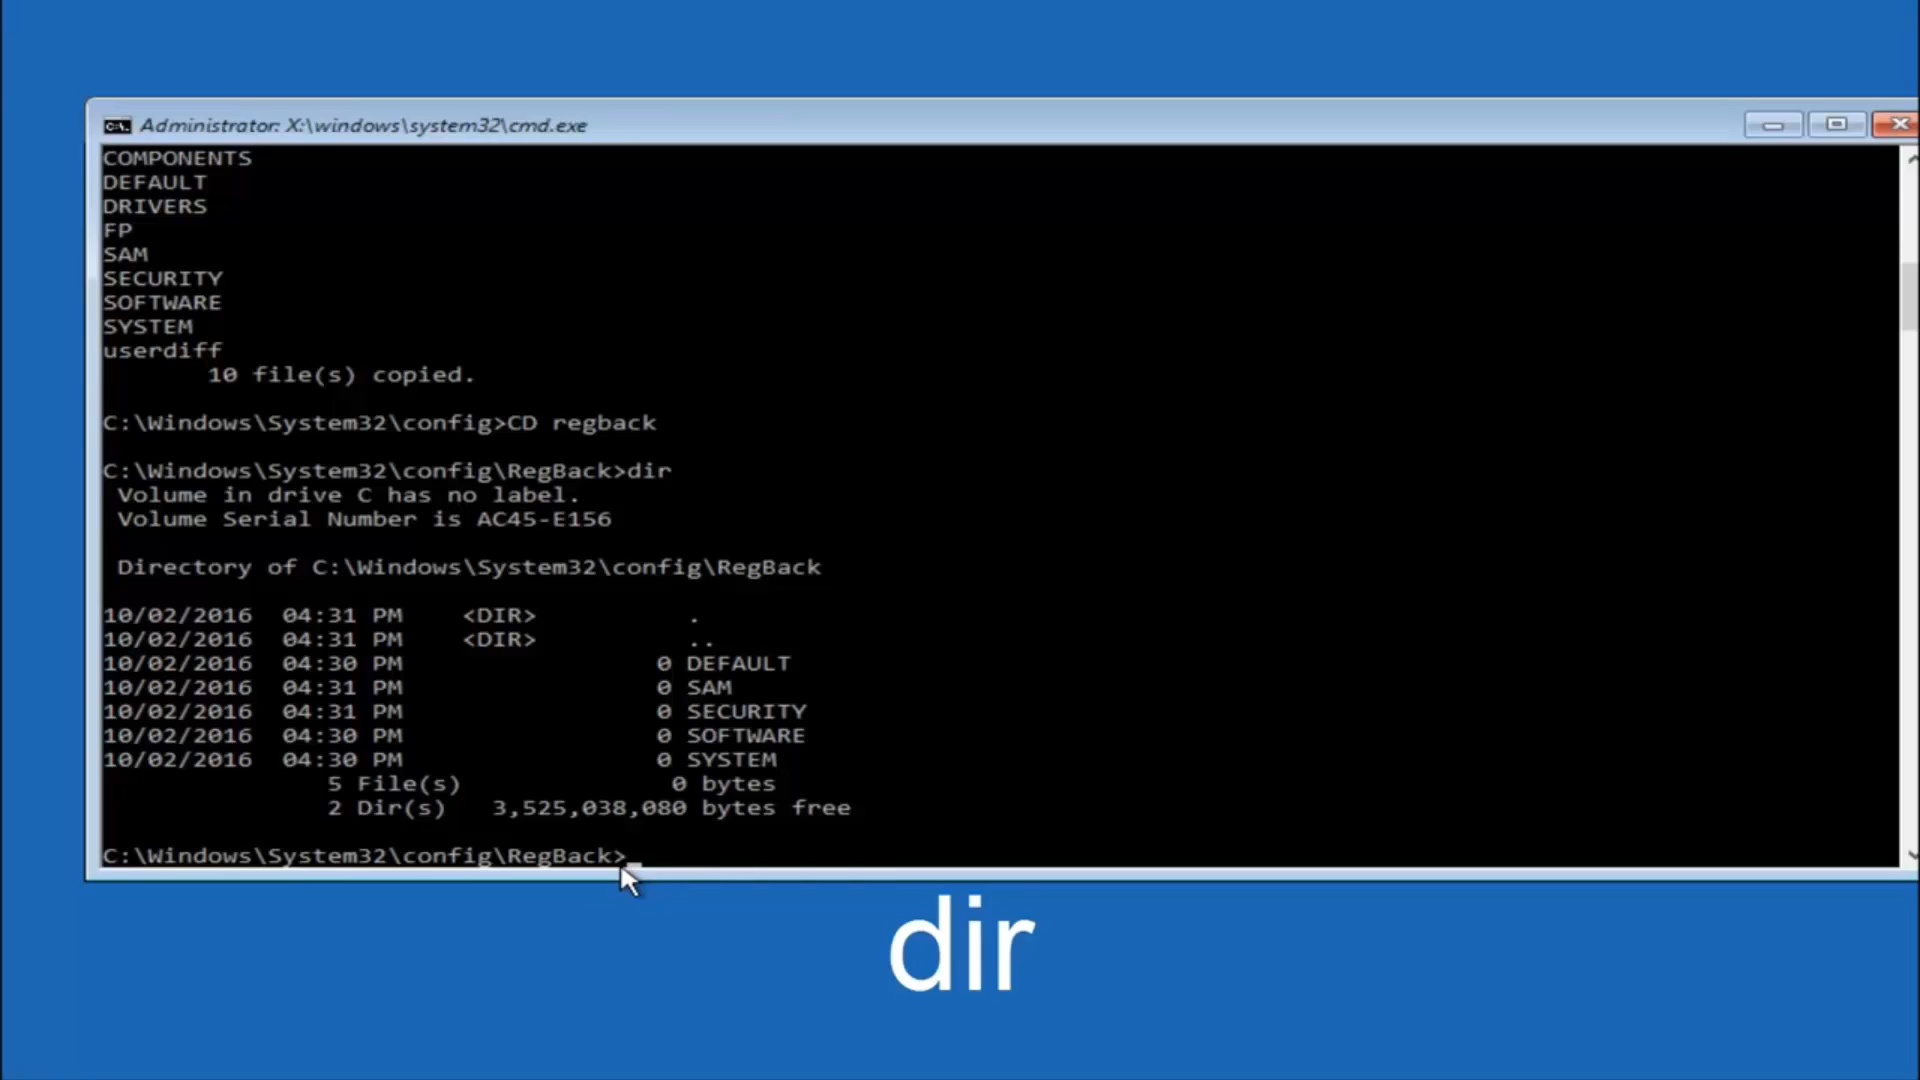 Administrator: X:\windows\system32\cmd.exe
COMPONENTS
DEFAULT
DRIVERS
FP
SAM
SECURITY
SOFTWARE
SYSTEM
userdiff
10 file(s) copied.
C:\Windows\System32\config>CD regback
C:\Windows\System32\config\RegBack>dir
Volume in drive C has no label.
Volume Serial Number is AC45-E156
Directory of C:\Windows\System32\config\RegBack
10/02/2016  04:31 PM    <DIR>          .
10/02/2016  04:31 PM    <DIR>          ..
10/02/2016  04:30 PM                 0 DEFAULT
10/02/2016  04:31 PM                 0 SAM
10/02/2016  04:31 PM                 0 SECURITY
10/02/2016  04:30 PM                 0 SOFTWARE
10/02/2016  04:30 PM                 0 SYSTEM
5 File(s)              0 bytes
2 Dir(s)   3,525,038,080 bytes free
C:\Windows\System32\config\RegBack>
dir